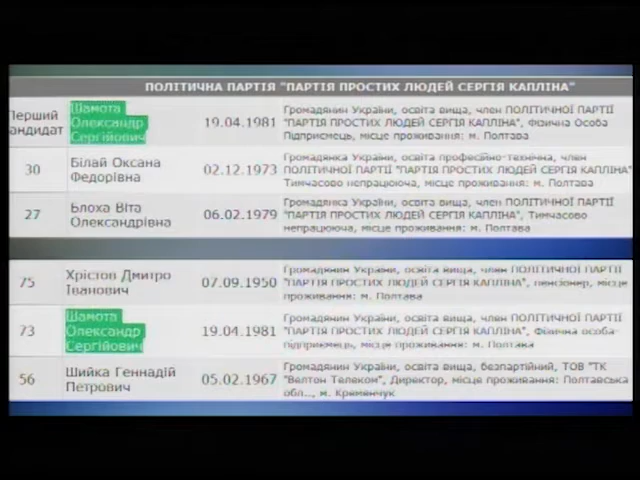 ПОЛІТИЧНА ПАРТІЯ "ПАРТІЯ ПРОСТИХ ЛЮДЕЙ СЕРГІЯ КАПЛІНА"
Перший
андидат
Шамота
Олександр
Сергійович
19.04.1981
Громадянин України, освіта вища, член ПОЛІТИЧНОЇ ПАРТІЇ
"ПАРТІЯ ПРОСТИХ ЛЮДЕЙ СЕРГІЯ КАПЛІНА", Фізична Особа
Підприємець, місце проживання: м. Полтава
30
Білай Оксана
Федорівна
02.12.1973
Громадянка України, освіта професійно-технічна, член
ПОЛІТИЧНОЇ ПАРТІЇ "ПАРТІЯ ПРОСТИХ ЛЮДЕЙ СЕРГІЯ КАПЛІНА"
Тимчасово непрацююча, місце проживання: м. Полтава
27
Блоха Віта
Олександрівна
06.02.1979
Громадянка України, освіта вища, член ПОЛІТИЧНОЇ ПАРТІЇ
"ПАРТІЯ ПРОСТИХ ЛЮДЕЙ СЕРГІЯ КАПЛІНА", Тимчасово
непрацююча, місце проживання: м. Полтава
75
Хрістов Дмитро
Іванович
07.09.1950
Громадянин України, освіта вища, член ПОЛІТИЧНОЇ ПАРТІЇ
"ПАРТІЯ ПРОСТИХ ЛЮДЕЙ СЕРГІЯ КАПЛІНА", пенсіонер, місце
проживання: м. Полтава
73
Шамота
Олександр
Сергійович
19.04.1981
Громадянин України, освіта вища, член ПОЛІТИЧНОЇ ПАРТІЇ
"ПАРТІЯ ПРОСТИХ ЛЮДЕЙ СЕРГІЯ КАПЛІНА", Фізична особа-
підприємець, місце проживання: м. Полтава
56
Шийка Геннадій
Петрович
05.02.1967
Громадянин України, освіта вища, безпартійний, ТОВ "ТК
"Велтон Телеком", Директор, місце проживання: Полтавська
обл.., м. Кременчук